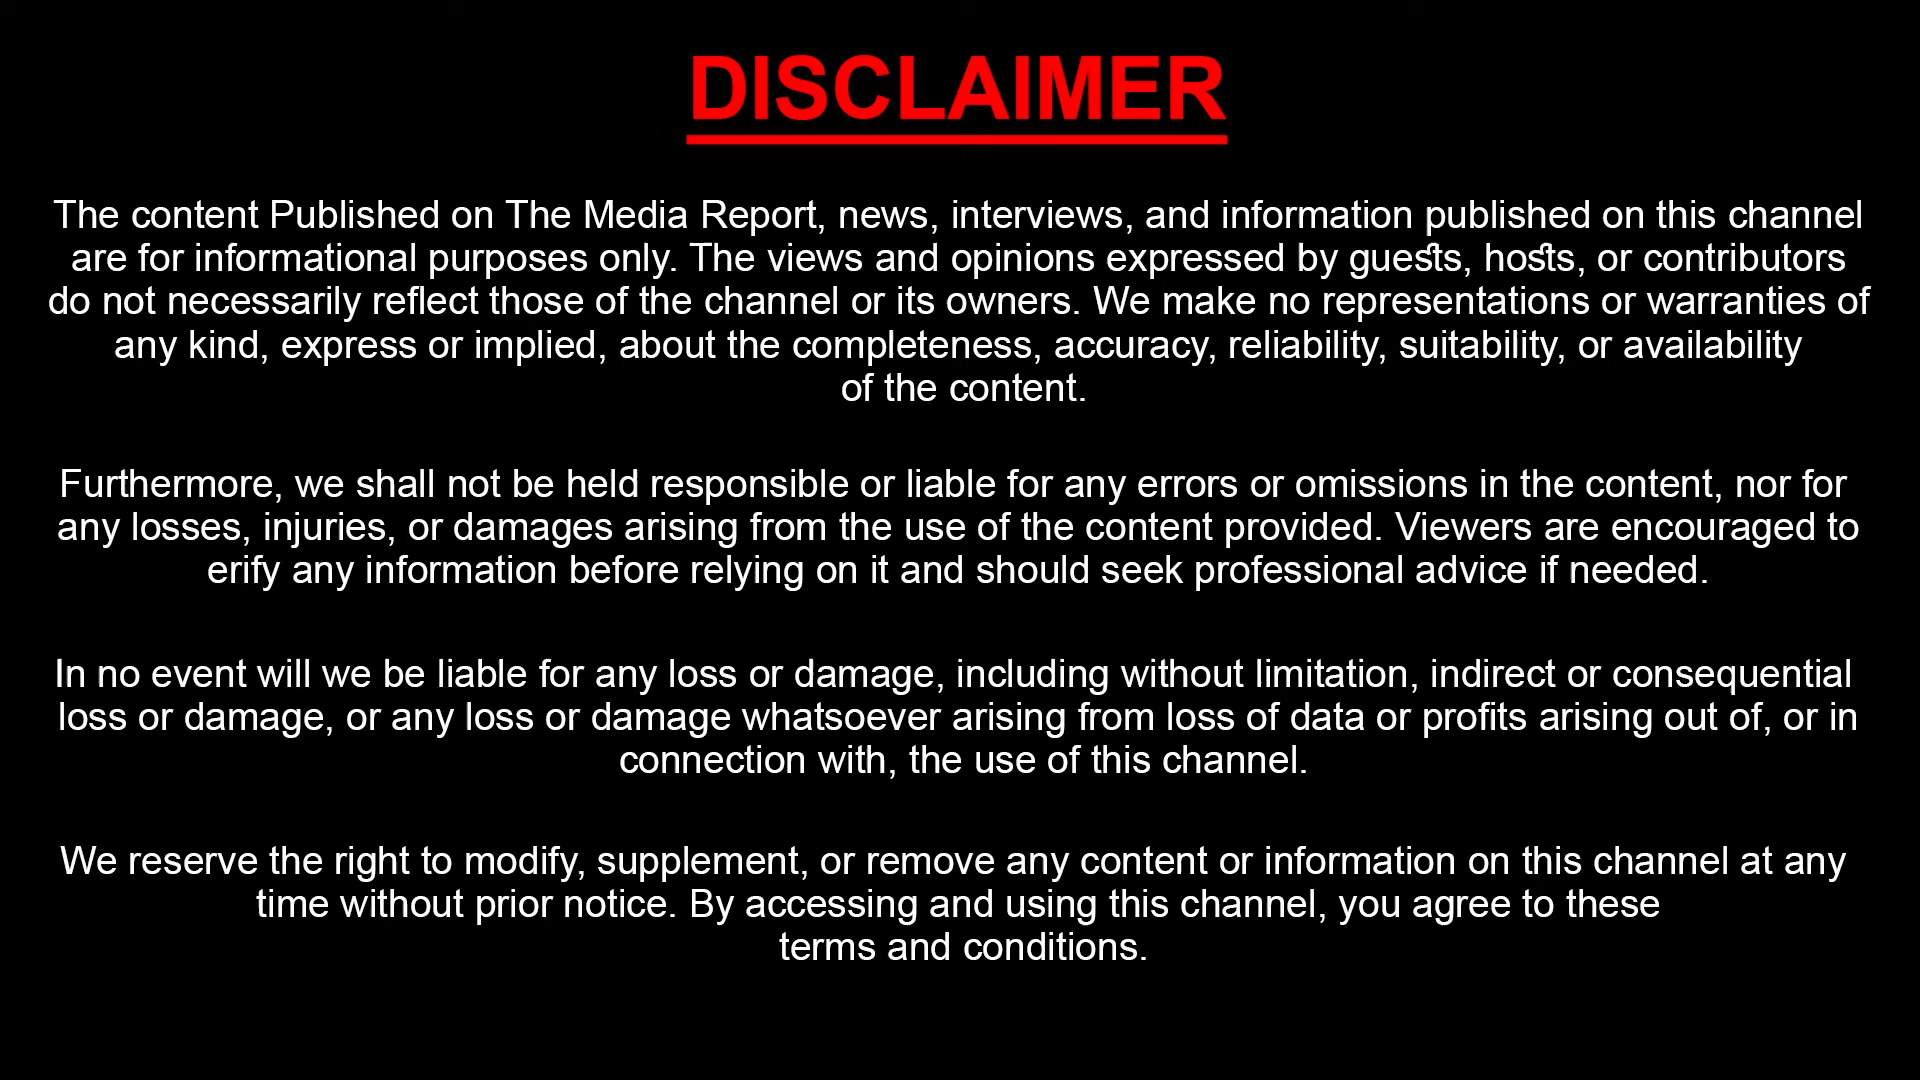 DISCLAIMER
The content Published on The Media Report, news, interviews, and information published on this channel
are for informational purposes only. The views and opinions expressed by guests, hosts, or contributors
do not necessarily reflect those of the channel or its owners. We make no representations or warranties of
any kind, express or implied, about the completeness, accuracy, reliability, suitability, or availability
of the content.
Furthermore, we shall not be held responsible or liable for any errors or omissions in the content, nor for
any losses, injuries, or damages arising from the use of the content provided. Viewers are encouraged to
erify any information before relying on it and should seek professional advice if needed.
In no event will we be liable for any loss or damage, including without limitation, indirect or consequential
loss or damage, or any loss or damage whatsoever arising from loss of data or profits arising out of, or in
connection with, the use of this channel.
We reserve the right to modify, supplement, or remove any content or information on this channel at any
time without prior notice. By accessing and using this channel, you agree to these
terms and conditions.